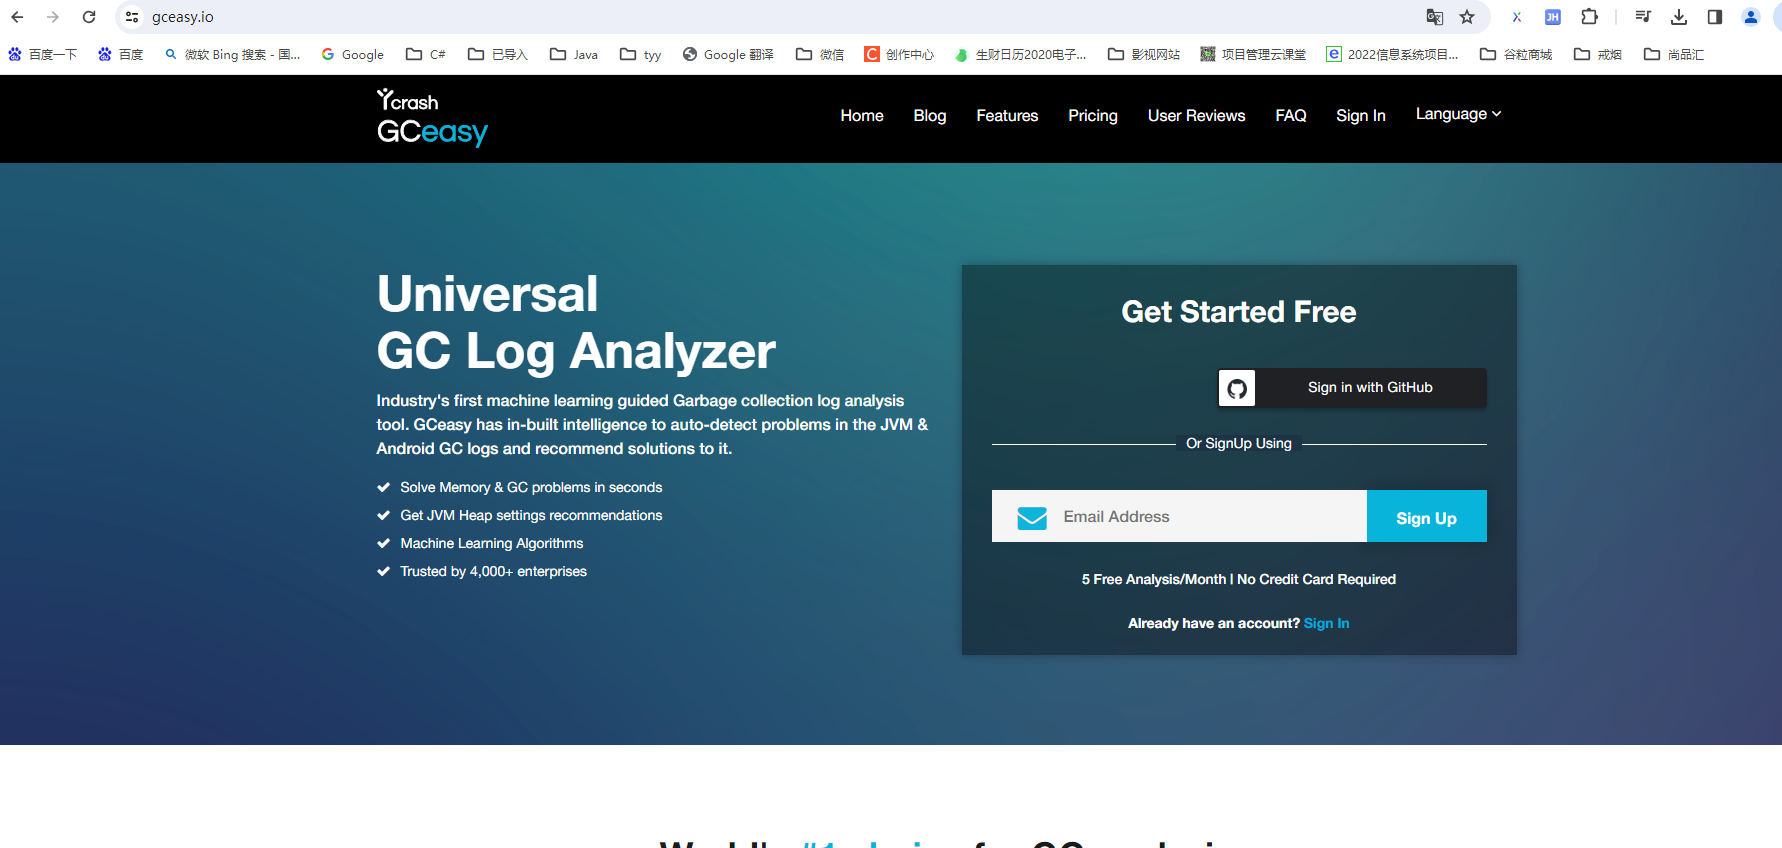 gceasy.io
百度一下 百度 微软 Bing 搜索 - 国... Google C# 已导入 Java tyy Google 翻译 微信 创作中心 生财日历2020电子... 影视网站 项目管理云课堂 2022信息系统项目... 谷粒商城 戒烟 尚品汇
Ycrash
GCeasy
Home Blog Features Pricing User Reviews FAQ Sign In Language
Universal
GC Log Analyzer
Industry's first machine learning guided Garbage collection log analysis
tool. GCeasy has in-built intelligence to auto-detect problems in the JVM &
Android GC logs and recommend solutions to it.
Solve Memory & GC problems in seconds
Get JVM Heap settings recommendations
Machine Learning Algorithms
Trusted by 4,000+ enterprises
Get Started Free
Sign in with GitHub
Or SignUp Using
Email Address
Sign Up
5 Free Analysis/Month | No Credit Card Required
Already have an account? Sign In